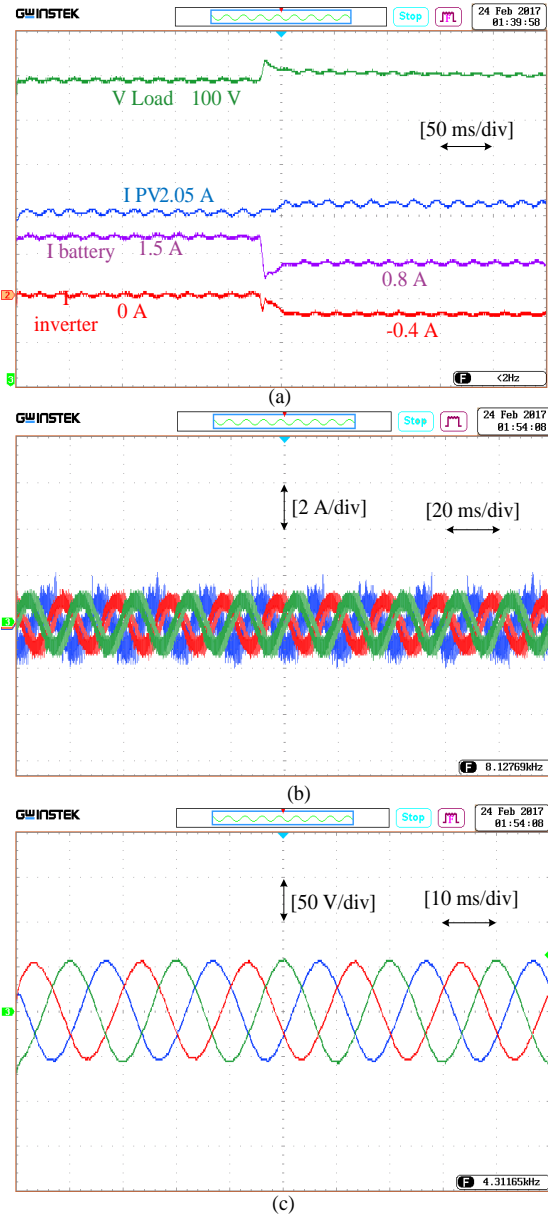 GWINSTEK
Stop
24 Feb 2017
01:39:58
V Load 100 V
[50 ms/div]
I PV2.05 A
I battery 1.5 A
0.8 A
2
I
inverter
0 A
-0.4 A
3
F <2Hz
(a)
GWINSTEK
Stop
24 Feb 2017
01:54:08
[2 A/div]
[20 ms/div]
3
F 8.12769kHz
(b)
GWINSTEK
Stop
24 Feb 2017
01:54:08
[50 V/div]
[10 ms/div]
3
F 4.31165kHz
(c)